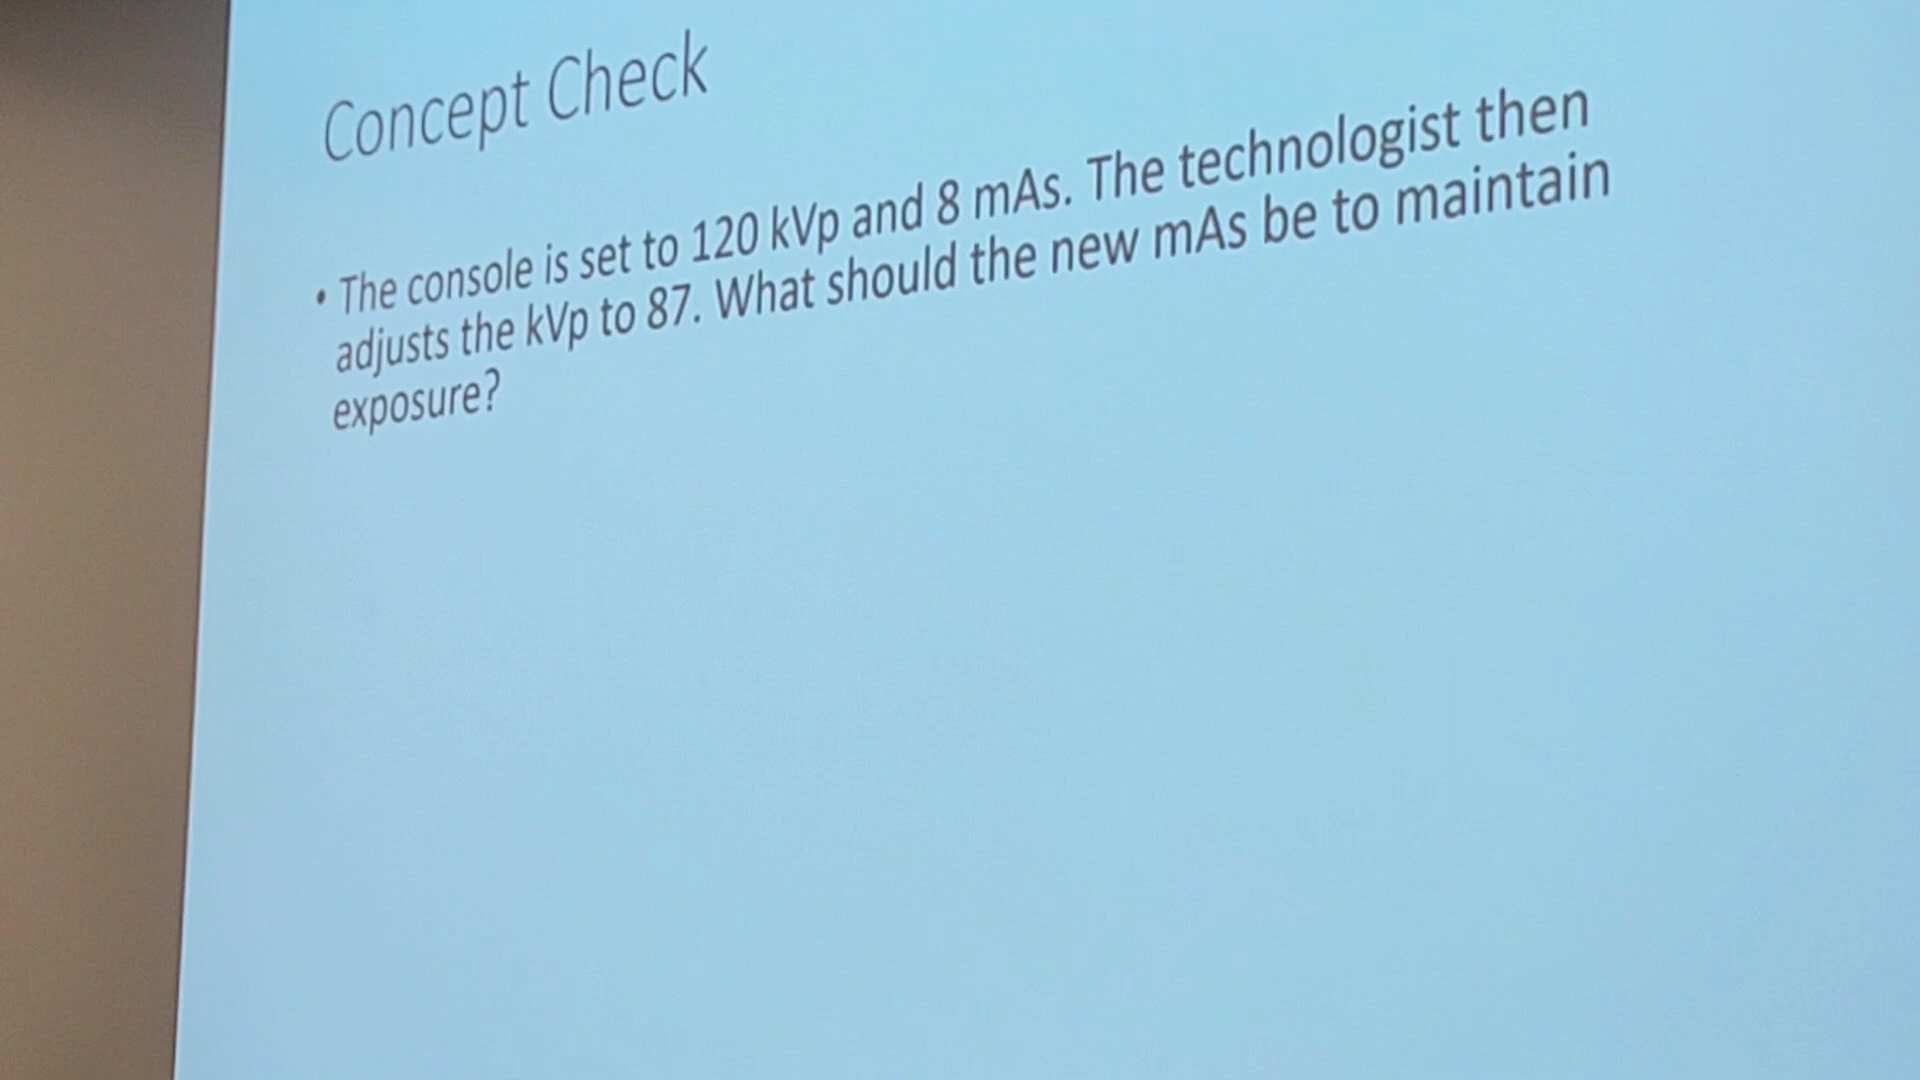 Concept Check
• The console is set to 120 kVp and 8 mAs. The technologist then
adjusts the kVp to 87. What should the new mAs be to maintain
exposure?